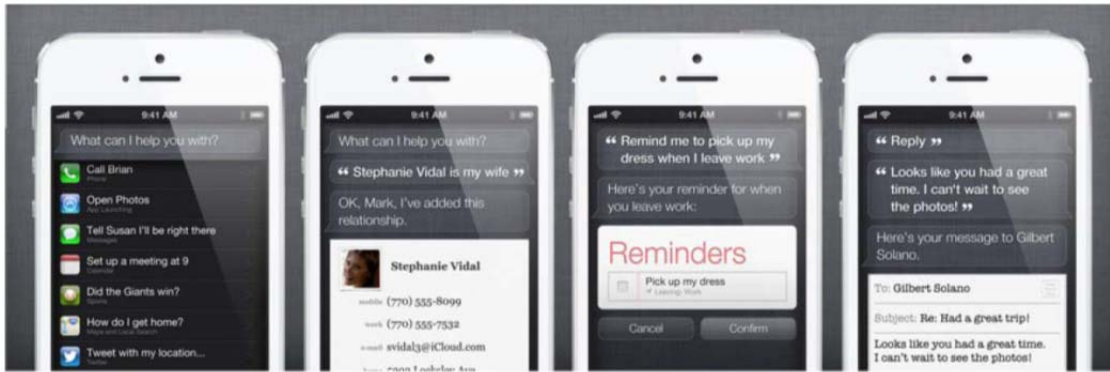 9:41 AM
What can I help you with?
Call Brian
Phone
Open Photos
App Launching
Tell Susan I'll be right there
Messages
Set up a meeting at 9
Calendar
Did the Giants win?
Sports
How do I get home?
Maps and Local Search
Tweet with my location...
Twitter
9:41 AM
What can I help you with?
“ Stephanie Vidal is my wife ”
OK, Mark, I've added this
relationship.
Stephanie Vidal
mobile (770) 555-8099
work (770) 555-7532
e-mail svidal3@iCloud.com
9:41 AM
“ Remind me to pick up my
dress when I leave work ”
Here's your reminder for when
you leave work:
Reminders
Pick up my dress
Leaving: Work
Cancel Confirm
9:41 AM
“ Reply ”
“ Looks like you had a great
time. I can't wait to see
the photos! ”
Here's your message to Gilbert
Solano.
To: Gilbert Solano
Subject: Re: Had a great trip!
Looks like you had a great time.
I can't wait to see the photos!